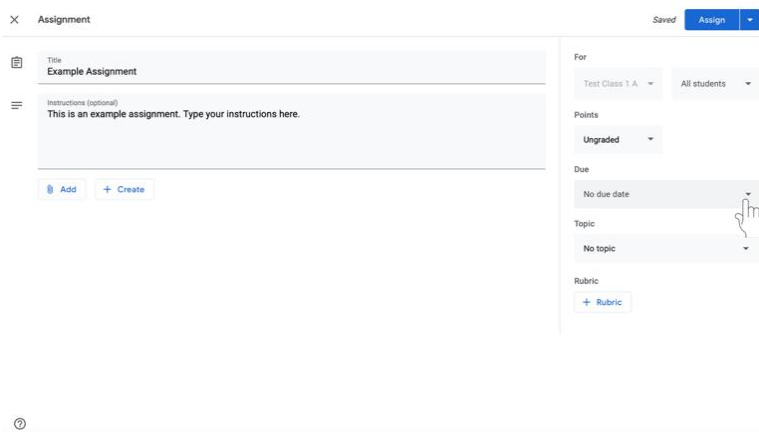 Assignment
Saved
Assign
Title
Example Assignment
Instructions (optional)
This is an example assignment. Type your instructions here.
Add
+ Create
For
Test Class 1 A
All students
Points
Ungraded
Due
No due date
Topic
No topic
Rubric
+ Rubric